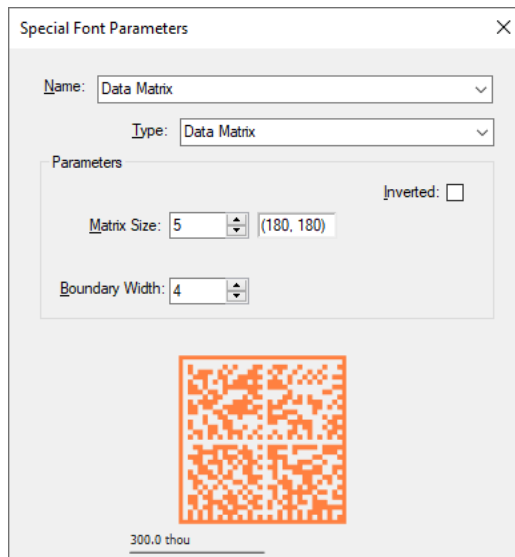 Special Font Parameters
Name: Data Matrix
Type: Data Matrix
Parameters
Inverted:
Matrix Size: 5 (180, 180)
Boundary Width: 4
300.0 thou